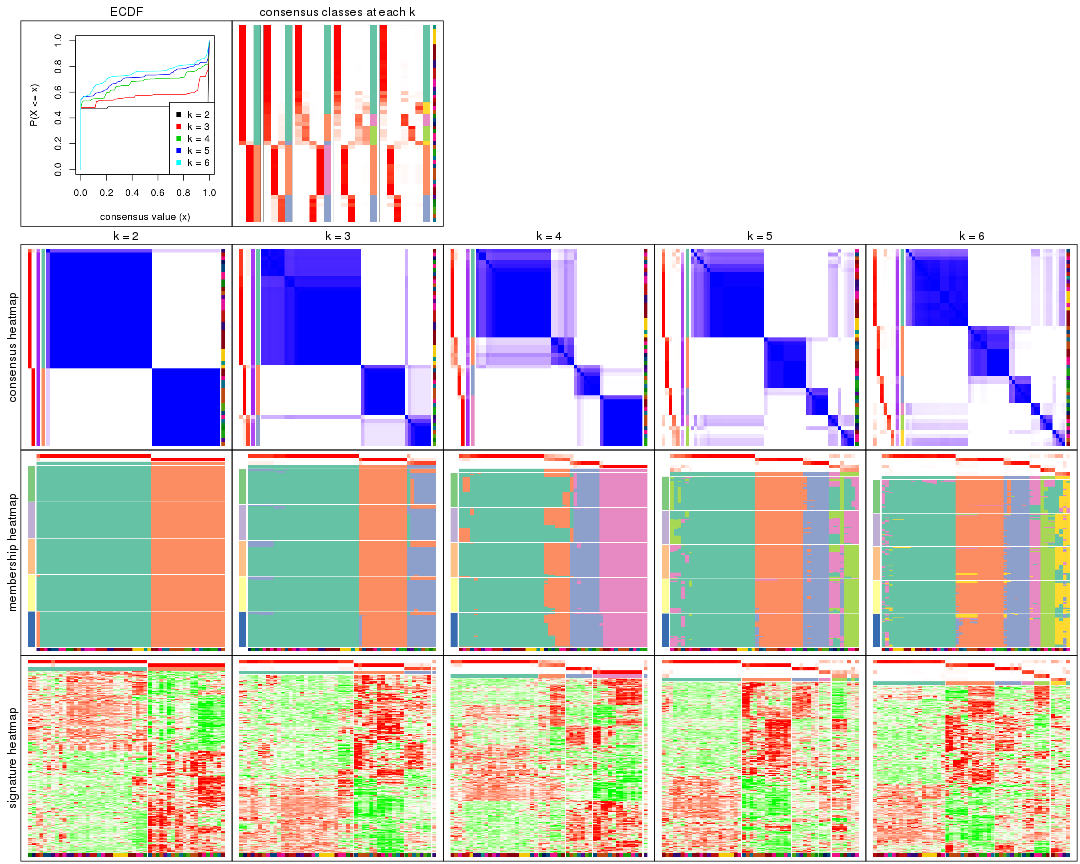 ECDF
consensus classes at each k
P(X <= x)
0.0
0.2
0.4
0.6
0.8
1.0
k = 2
k = 3
k = 4
k = 5
k = 6
0.0 0.2 0.4 0.6 0.8 1.0
consensus value (x)
k = 2
k = 3
k = 4
k = 5
k = 6
consensus heatmap
membership heatmap
signature heatmap